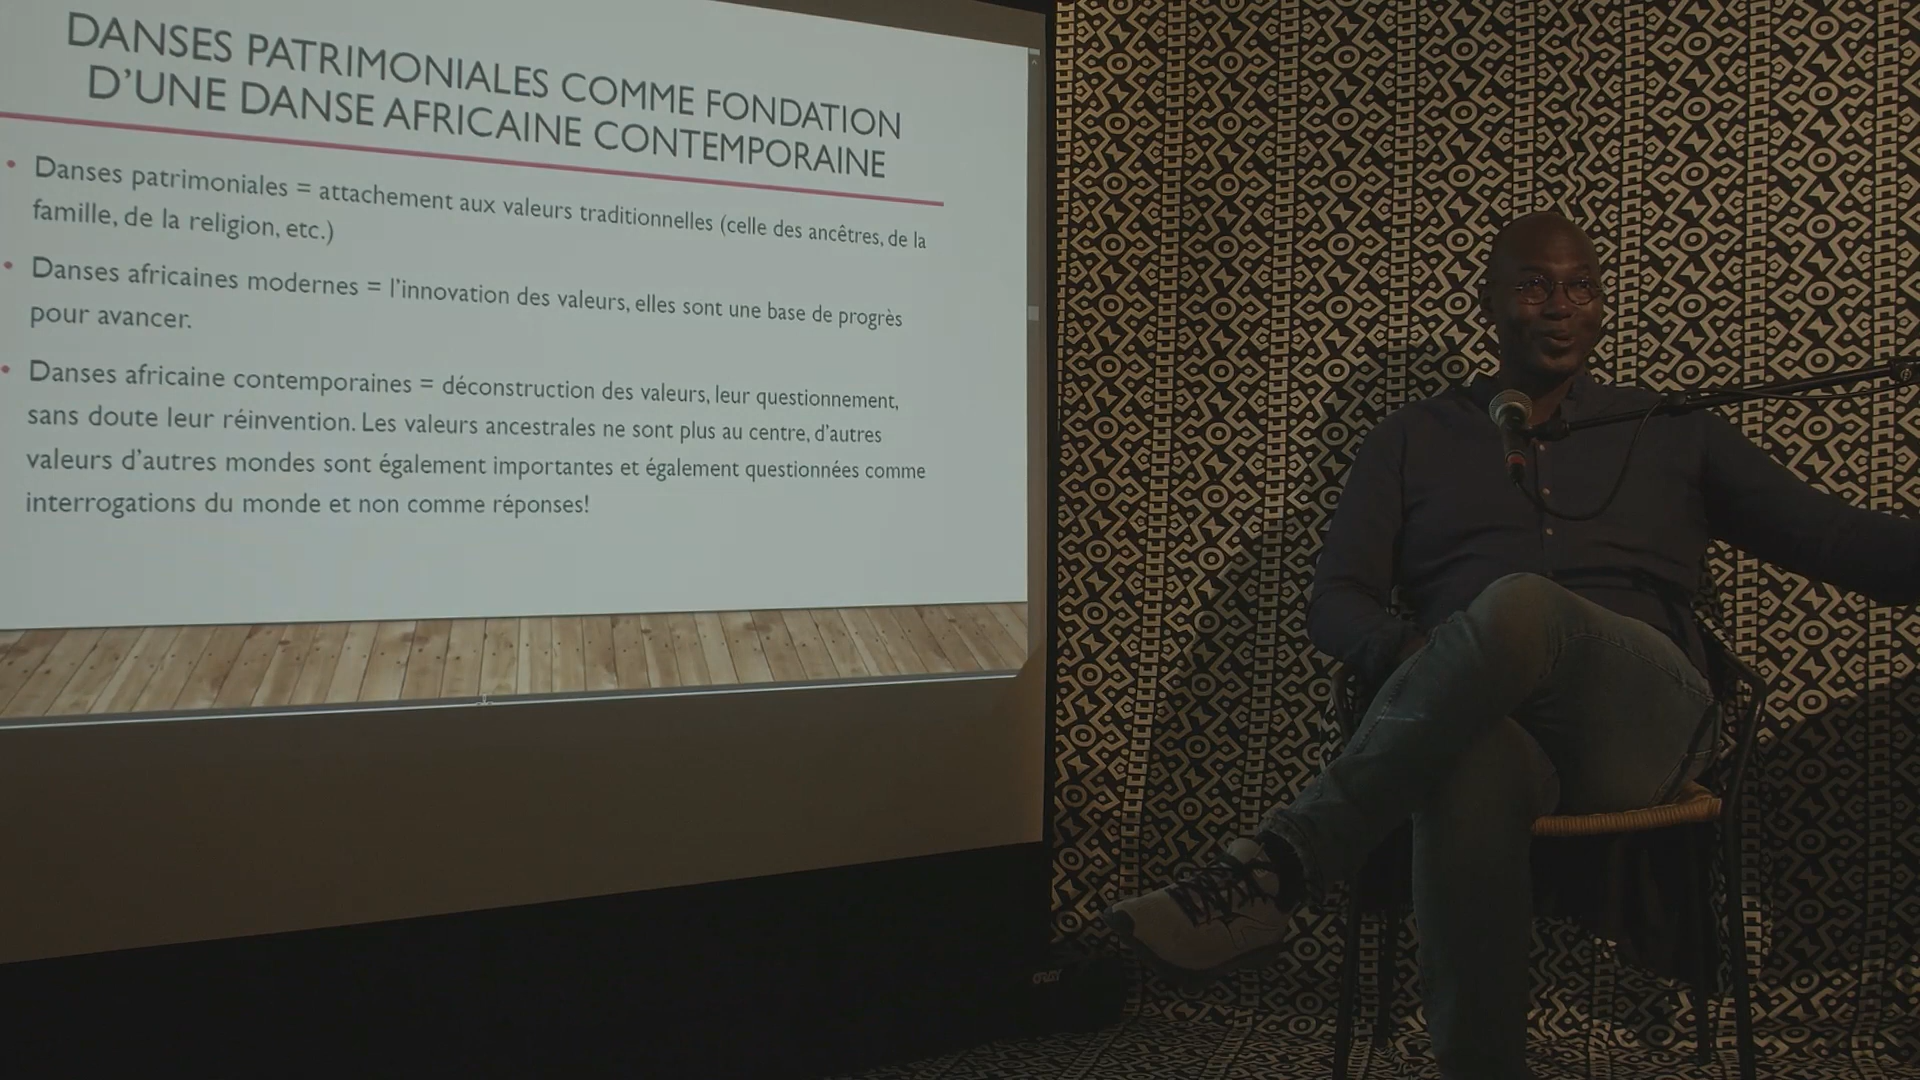 DANSES PATRIMONIALES COMME FONDATION
D'UNE DANSE AFRICAINE CONTEMPORAINE
• Danses patrimoniales = attachement aux valeurs traditionnelles (celle des ancêtres, de la
famille, de la religion, etc.)
• Danses africaines modernes = l'innovation des valeurs, elles sont une base de progrès
pour avancer.
• Danses africaine contemporaines = déconstruction des valeurs, leur questionnement,
sans doute leur réinvention. Les valeurs ancestrales ne sont plus au centre, d'autres
valeurs d'autres mondes sont également importantes et également questionnées comme
interrogations du monde et non comme réponses!